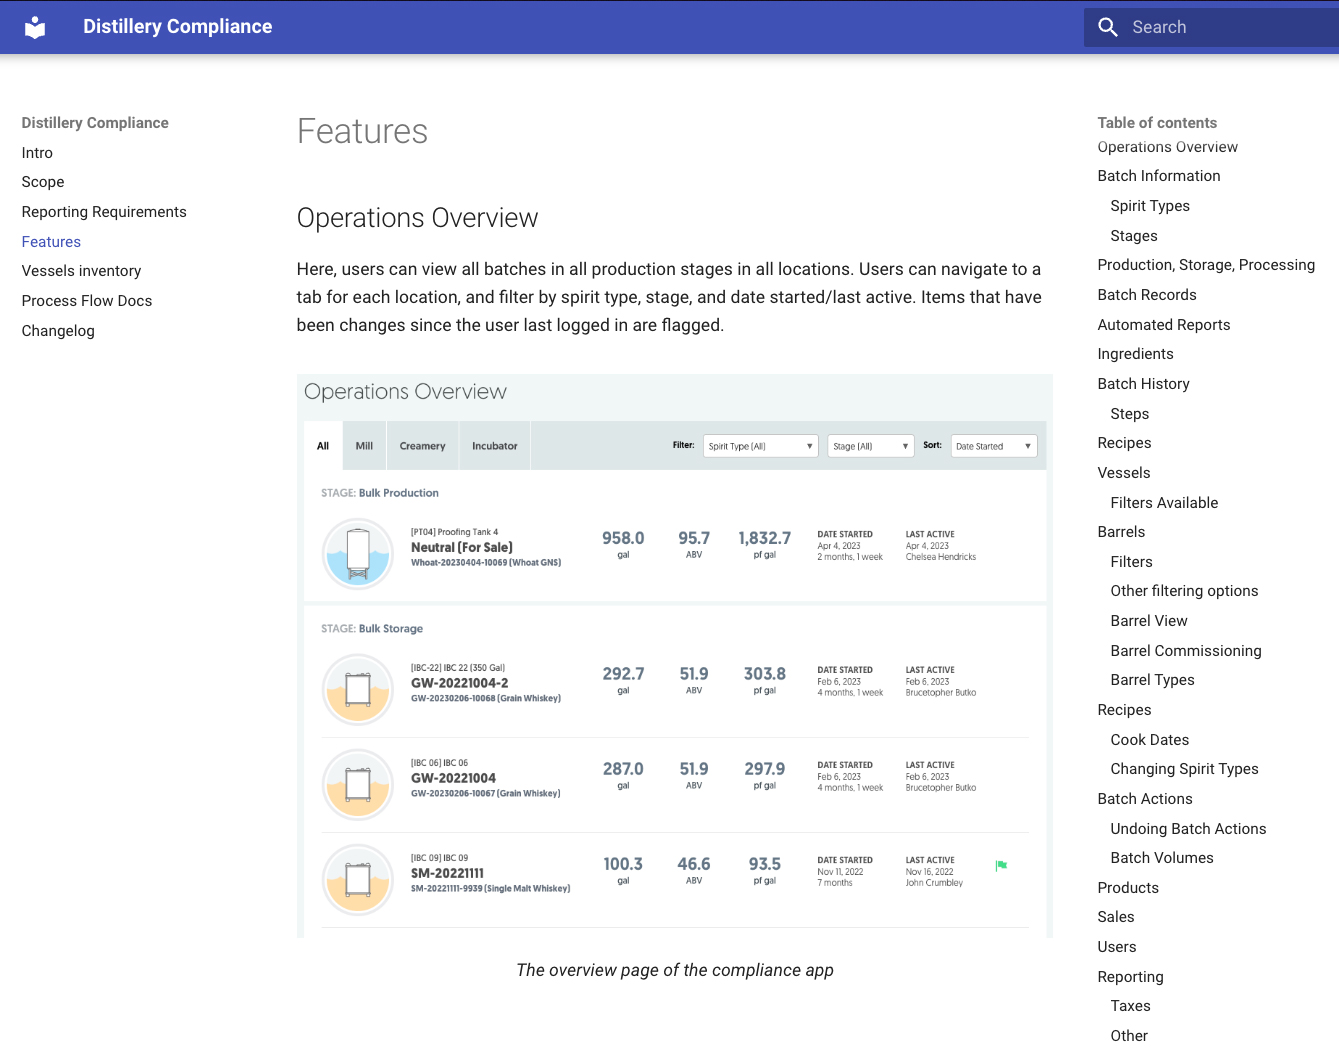 Distillery Compliance
Search
Distillery Compliance
Intro
Scope
Reporting Requirements
Features
Vessels inventory
Process Flow Docs
Changelog
Features
Operations Overview
Here, users can view all batches in all production stages in all locations. Users can navigate to a
tab for each location, and filter by spirit type, stage, and date started/last active. Items that have
been changes since the user last logged in are flagged.
Operations Overview
All Mill Creamery Incubator Filter: Spirit Type (All) Stage (All) Sort: Date Started
STAGE: Bulk Production
[PT04] Proofing Tank 4
Neutral (For Sale)
Whoat-20230404-10069 (Whoat GNS)
958.0 95.7 1,832.7
gal ABV pf gal
DATE STARTED
Apr 4, 2023
2 months, 1 week
LAST ACTIVE
Apr 4, 2023
Chelsea Hendricks
STAGE: Bulk Storage
[IBC-22] IBC 22 (350 Gal)
GW-20221004-2
GW-20230206-10068 (Grain Whiskey)
292.7 51.9 303.8
gal ABV pf gal
DATE STARTED
Feb 6, 2023
4 months, 1 week
LAST ACTIVE
Feb 6, 2023
Brucetopher Butko
[IBC 06] IBC 06
GW-20221004
GW-20230206-10067 (Grain Whiskey)
287.0 51.9 297.9
gal ABV pf gal
DATE STARTED
Feb 6, 2023
4 months, 1 week
LAST ACTIVE
Feb 6, 2023
Brucetopher Butko
[IBC 09] IBC 09
SM-20221111
SM-20221111-9939 (Single Malt Whiskey)
100.3 46.6 93.5
gal ABV pf gal
DATE STARTED
Nov 11, 2022
7 months
LAST ACTIVE
Nov 16, 2022
John Crumbley
The overview page of the compliance app
Table of contents
Operations Overview
Batch Information
Spirit Types
Stages
Production, Storage, Processing
Batch Records
Automated Reports
Ingredients
Batch History
Steps
Recipes
Vessels
Filters Available
Barrels
Filters
Other filtering options
Barrel View
Barrel Commissioning
Barrel Types
Recipes
Cook Dates
Changing Spirit Types
Batch Actions
Undoing Batch Actions
Batch Volumes
Products
Sales
Users
Reporting
Taxes
Other